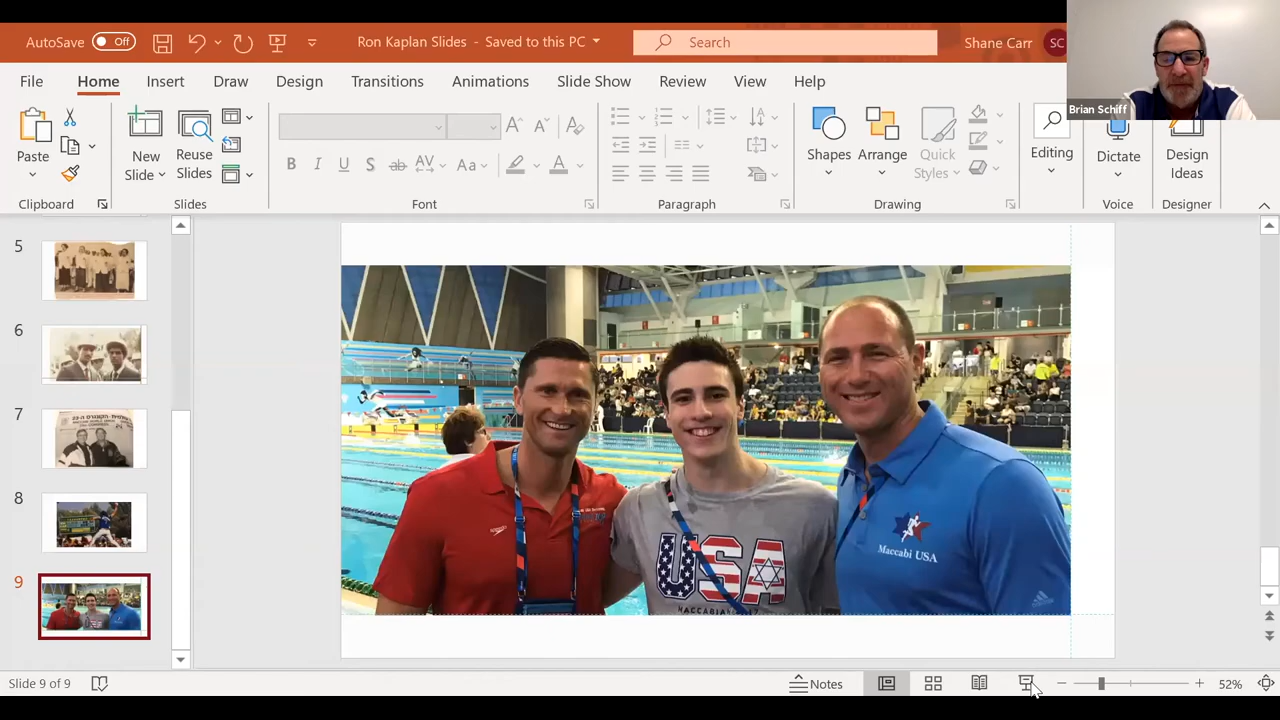 AutoSave Off
Ron Kaplan Slides - Saved to this PC
Search
Shane Carr SC
Brian Schiff
File Home Insert Draw Design Transitions Animations Slide Show Review View Help
Paste
New Slide
Reuse Slides
Shapes
Arrange
Quick Styles
Editing
Dictate
Design Ideas
Clipboard Slides Font Paragraph Drawing Voice Designer
5
6
7
8
9
USA
Maccabi USA
Slide 9 of 9
Notes
52%